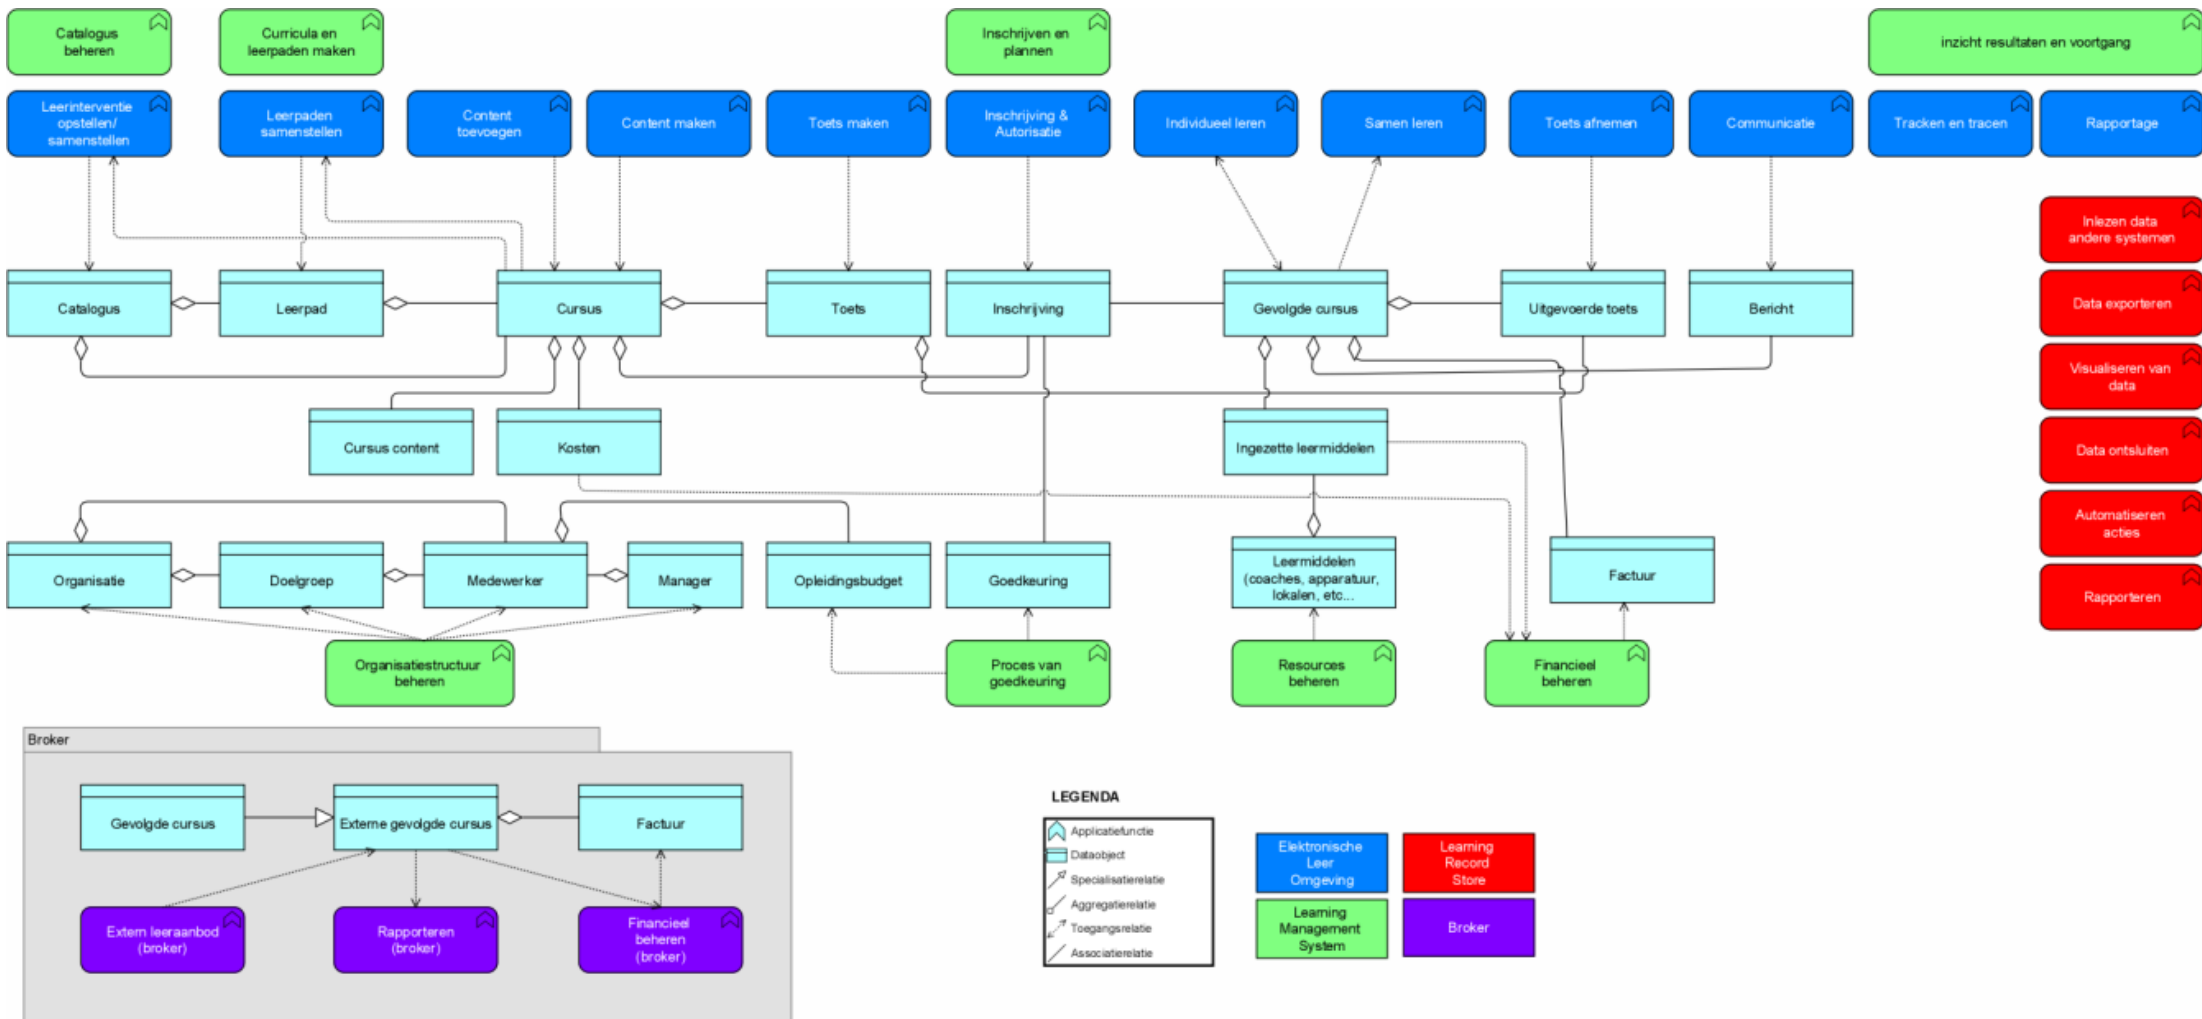 Catalogus
beheren
Curricula en
leerpaden maken
Inschrijven en
plannen
inzicht resultaten en voortgang
Leerinterventie
opstellen/
samenstellen
Leerpaden
samenstellen
Content
toevoegen
Content maken
Toets maken
Inschrijving &
Autorisatie
Individueel leren
Samen leren
Toets afnemen
Communicatie
Tracken en tracen
Rapportage
Inlezen data
andere systemen
Data exporteren
Visualiseren van
data
Data ontsluiten
Automatiseren
acties
Rapporteren
Catalogus
Leerpad
Cursus
Toets
Inschrijving
Gevolgde cursus
Uitgevoerde toets
Bericht
Cursus content
Kosten
Ingezette leermiddelen
Organisatie
Doelgroep
Medewerker
Manager
Opleidingsbudget
Goedkeuring
Leermiddelen
(coaches, apparatuur,
lokalen, etc...
Factuur
Organisatiestructuur
beheren
Proces van
goedkeuring
Resources
beheren
Financieel
beheren
Broker
Gevolgde cursus
Externe gevolgde cursus
Factuur
Extern leeraanbod
(broker)
Rapporteren
(broker)
Financieel
beheren
(broker)
LEGENDA
Applicatiefunctie
Dataobject
Specialisatierelatie
Aggregatierelatie
Toegangsrelatie
Associatierelatie
Elektronische
Leer
Omgeving
Learning
Record
Store
Learning
Management
System
Broker